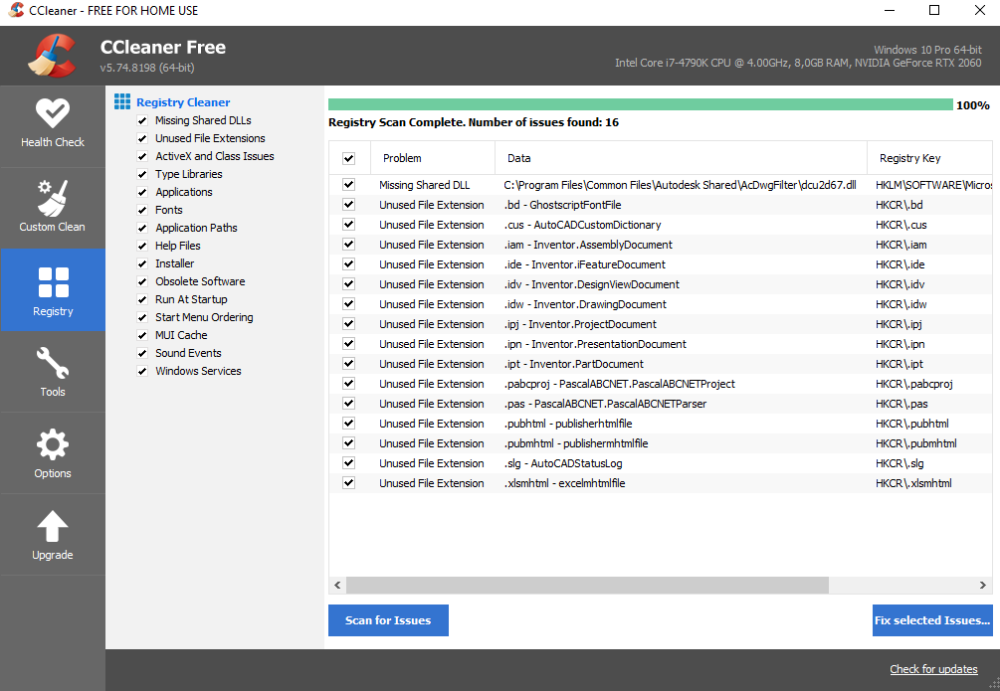 CCleaner - FREE FOR HOME USE
CCleaner Free
v5.74.8198 (64-bit)
Windows 10 Pro 64-bit
Intel Core i7-4790K CPU @ 4.00GHz, 8,0GB RAM, NVIDIA GeForce RTX 2060
Health Check
Custom Clean
Registry
Tools
Options
Upgrade
Registry Cleaner
Missing Shared DLLs
Unused File Extensions
ActiveX and Class Issues
Type Libraries
Applications
Fonts
Application Paths
Help Files
Installer
Obsolete Software
Run At Startup
Start Menu Ordering
MUI Cache
Sound Events
Windows Services
100%
Registry Scan Complete. Number of issues found: 16
Problem Data Registry Key
Missing Shared DLL C:\Program Files\Common Files\Autodesk Shared\AcDwgFilter\dcu2d67.dll HKLM\SOFTWARE\Micros
Unused File Extension .bd - GhostscriptFontFile HKCR\.bd
Unused File Extension .cus - AutoCADCustomDictionary HKCR\.cus
Unused File Extension .iam - Inventor.AssemblyDocument HKCR\.iam
Unused File Extension .ide - Inventor.iFeatureDocument HKCR\.ide
Unused File Extension .idv - Inventor.DesignViewDocument HKCR\.idv
Unused File Extension .idw - Inventor.DrawingDocument HKCR\.idw
Unused File Extension .ipj - Inventor.ProjectDocument HKCR\.ipj
Unused File Extension .ipn - Inventor.PresentationDocument HKCR\.ipn
Unused File Extension .ipt - Inventor.PartDocument HKCR\.ipt
Unused File Extension .pabcproj - PascalABCNET.PascalABCNETProject HKCR\.pabcproj
Unused File Extension .pas - PascalABCNET.PascalABCNETParser HKCR\.pas
Unused File Extension .pubhtml - publisherhtmlfile HKCR\.pubhtml
Unused File Extension .pubmhtml - publishermhtmlfile HKCR\.pubmhtml
Unused File Extension .slg - AutoCADStatusLog HKCR\.slg
Unused File Extension .xlsmhtml - excelmhtmlfile HKCR\.xlsmhtml
Scan for Issues
Fix selected Issues...
Check for updates